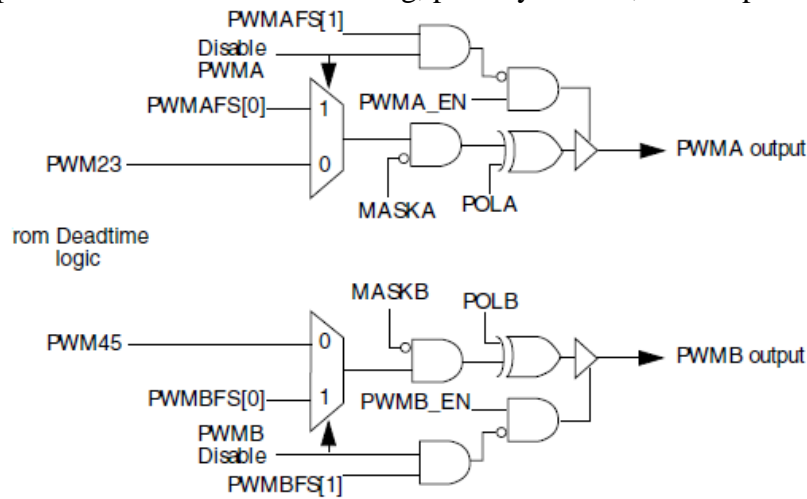 PWMAFS[1]
Disable
PWMA
PWMAFS[0]
1
PWMA_EN
PWM23
0
PWMA output
MASKA
POLA
rom Deadtime
logic
MASKB
POLB
PWM45
0
PWMB output
PWMBFS[0]
1
PWMB_EN
PWMB
Disable
PWMBFS[1]